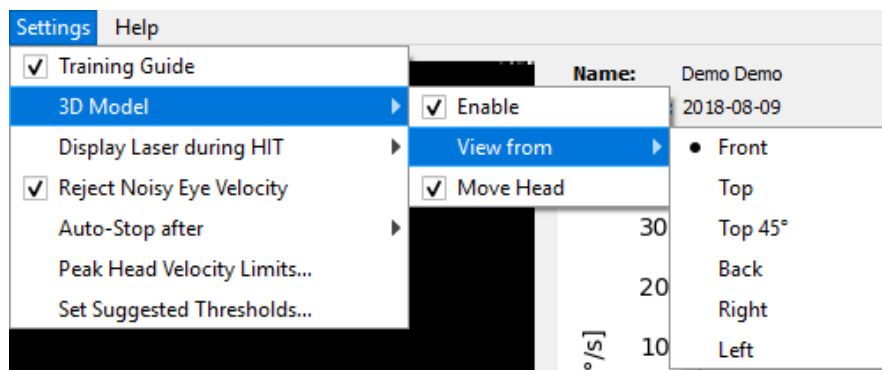 Settings Help
Training Guide
Name: Demo Demo
3D Model
Enable
2018-08-09
Display Laser during HIT
View from
Front
Reject Noisy Eye Velocity
Move Head
Top
Auto-Stop after
30
Top 45°
Peak Head Velocity Limits...
20
Back
Set Suggested Thresholds...
Right
[°/s]
10
Left